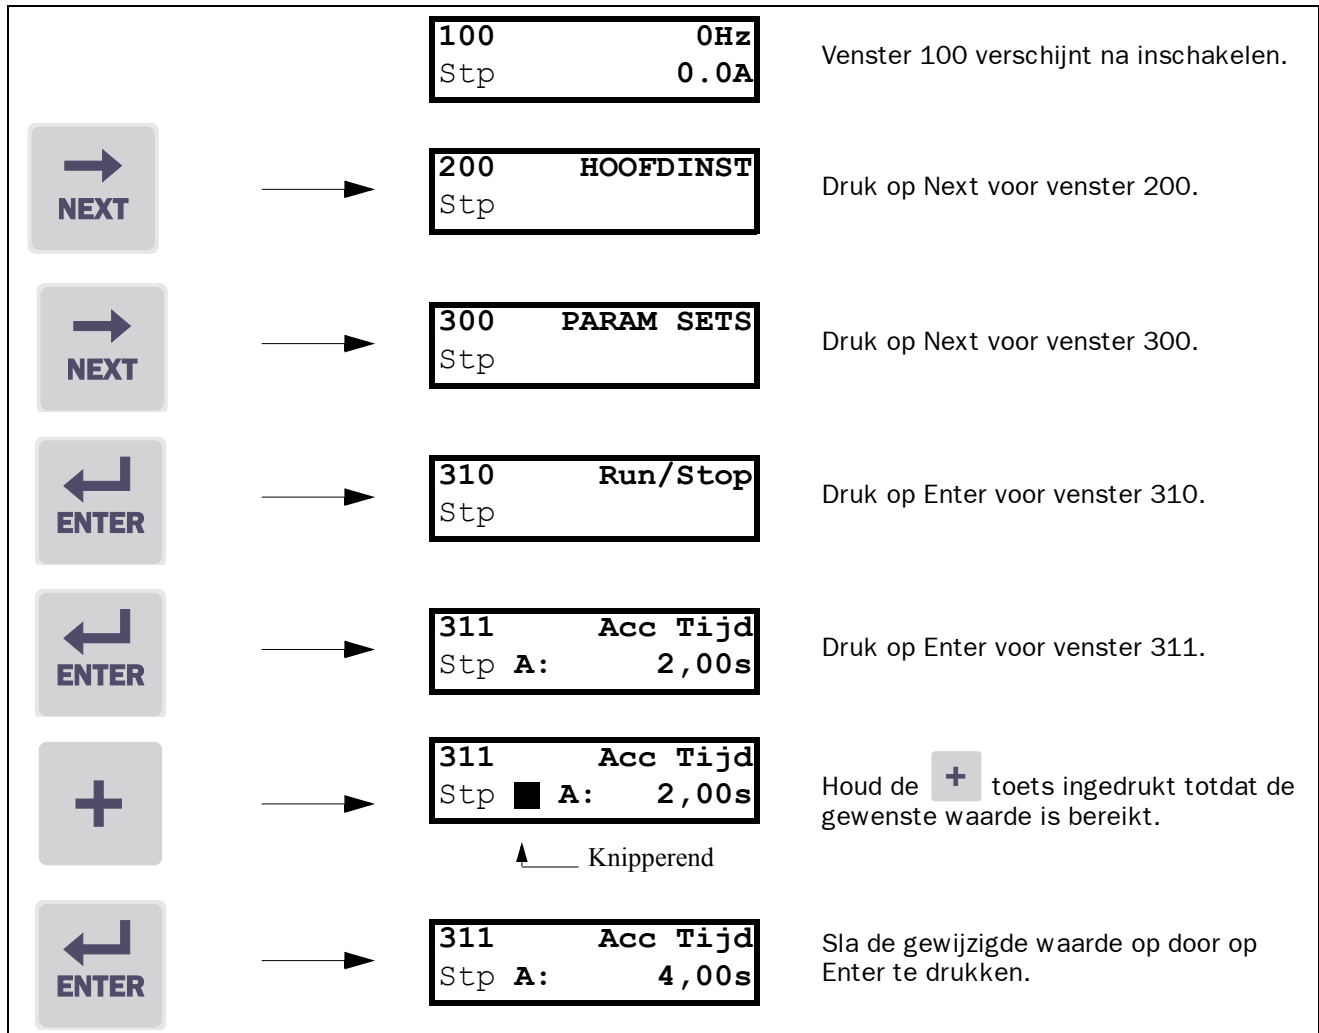 100 0Hz
Stp 0.0A
Venster 100 verschijnt na inschakelen.
NEXT
200 HOOFDINST
Stp
Druk op Next voor venster 200.
NEXT
300 PARAM SETS
Stp
Druk op Next voor venster 300.
ENTER
310 Run/Stop
Stp
Druk op Enter voor venster 310.
ENTER
311 Acc Tijd
Stp A: 2,00s
Druk op Enter voor venster 311.
+
311 Acc Tijd
Stp A: 2,00s
Knipperend
Houd de + toets ingedrukt totdat de
gewenste waarde is bereikt.
ENTER
311 Acc Tijd
Stp A: 4,00s
Sla de gewijzigde waarde op door op
Enter te drukken.